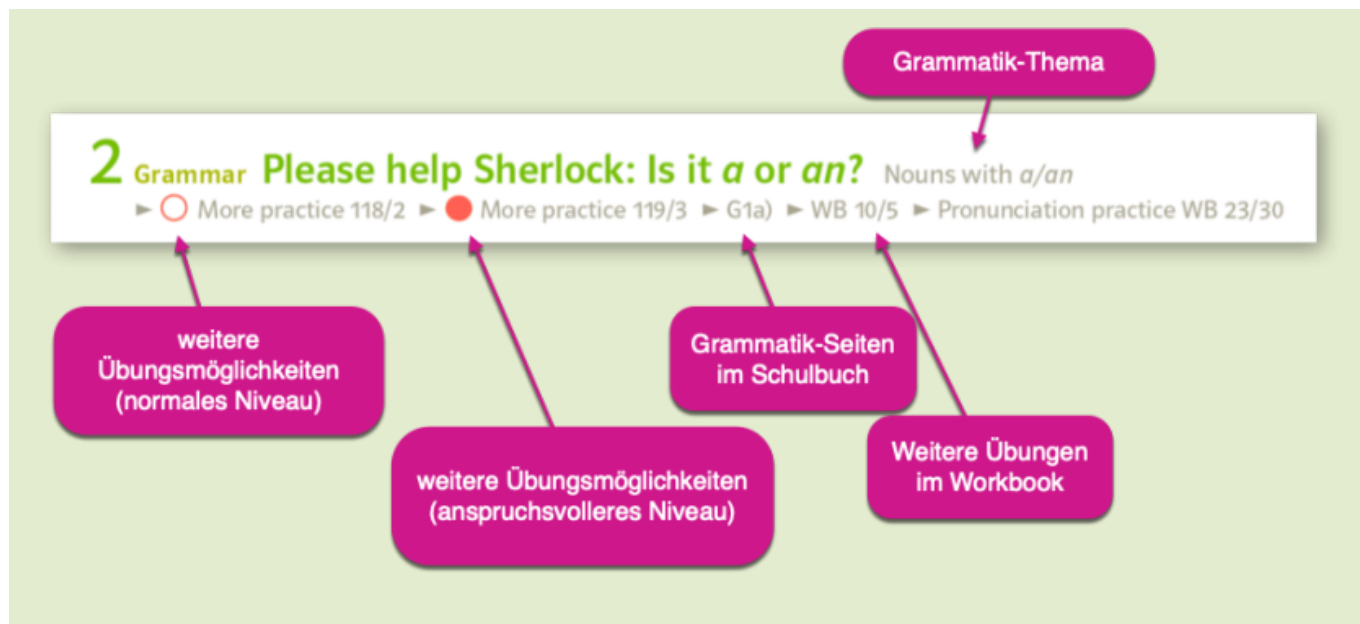 Grammatik-Thema
2 Grammar Please help Sherlock: Is it a or an? Nouns with a/an
► ○ More practice 118/2 ► ● More practice 119/3 ► G1a) ► WB 10/5 ► Pronunciation practice WB 23/30
weitere
Übungsmöglichkeiten
(normales Niveau)
weitere Übungsmöglichkeiten
(anspruchsvolleres Niveau)
Grammatik-Seiten
im Schulbuch
Weitere Übungen
im Workbook